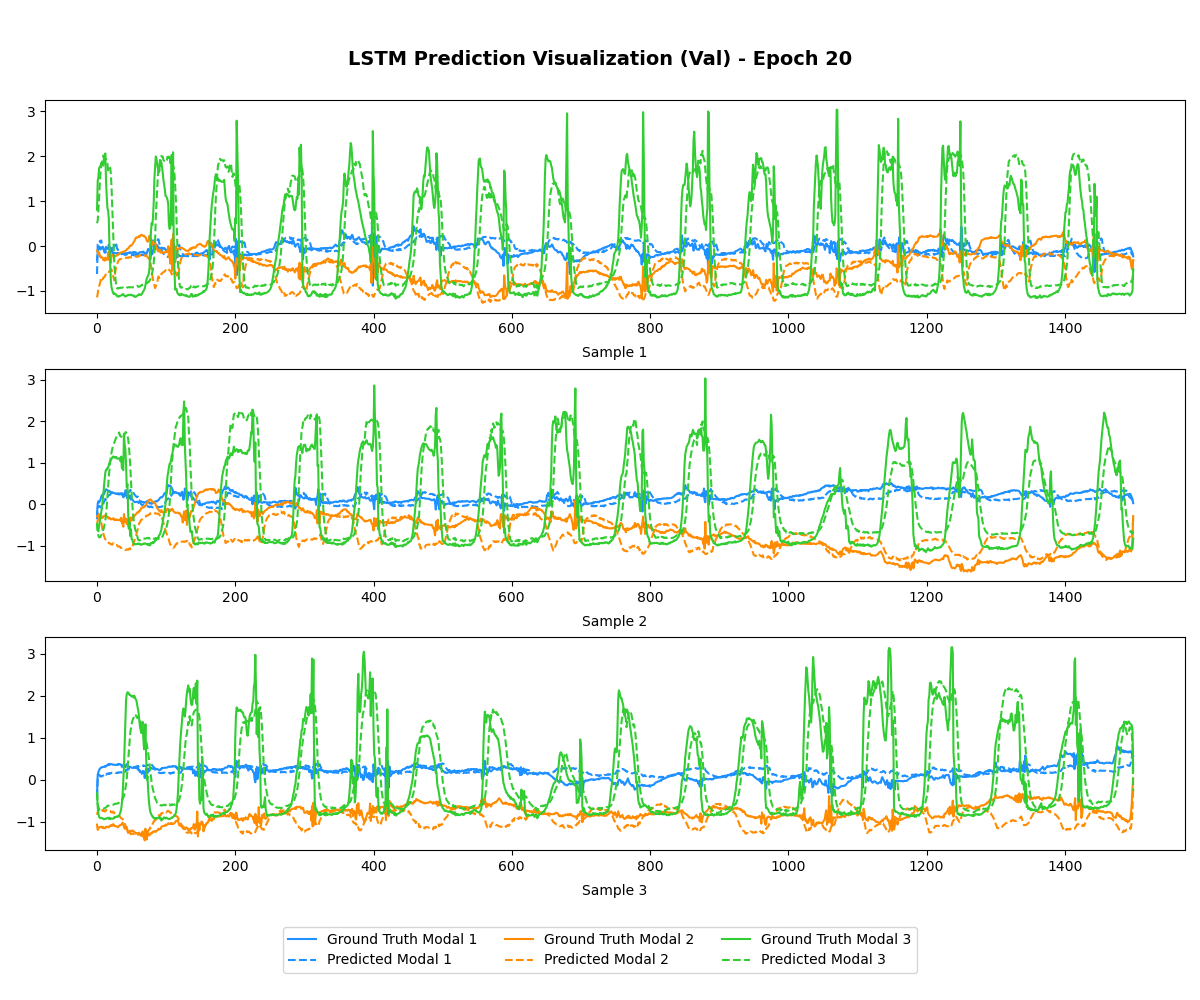 LSTM Prediction Visualization (Val) - Epoch 20
3
2
1
0
−1
0 200 400 600 800 1000 1200 1400
Sample 1
3
2
1
0
−1
0 200 400 600 800 1000 1200 1400
Sample 2
3
2
1
0
−1
0 200 400 600 800 1000 1200 1400
Sample 3
Ground Truth Modal 1 Ground Truth Modal 2 Ground Truth Modal 3
Predicted Modal 1 Predicted Modal 2 Predicted Modal 3